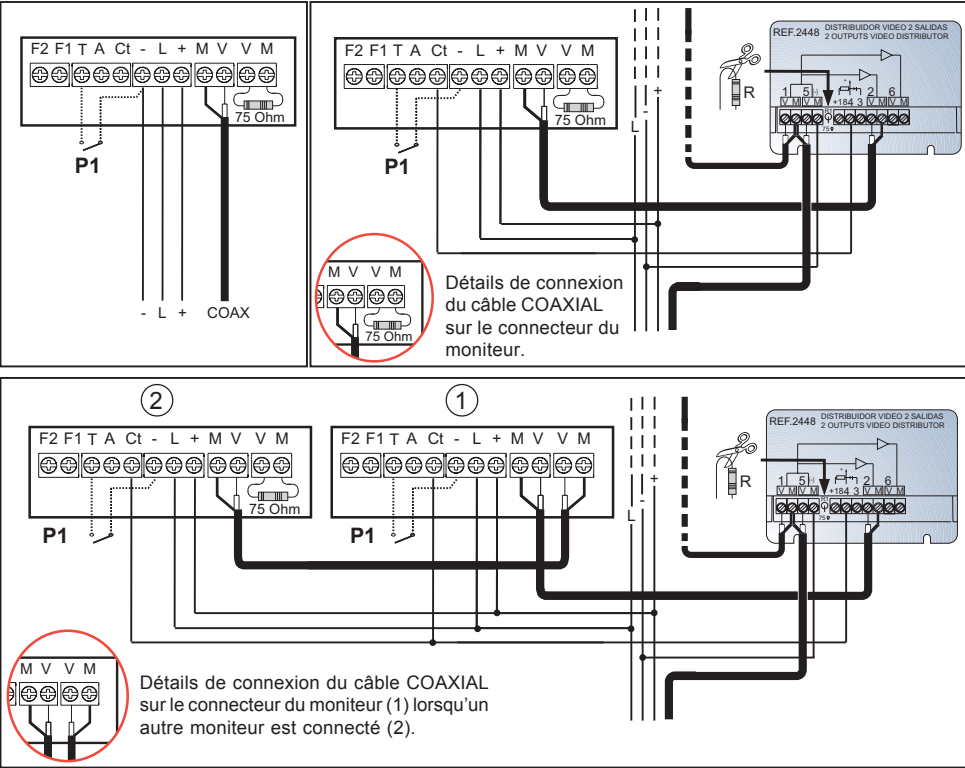 F2 F1 T A Ct - L + M V V M
75 Ohm
P1
- L + COAX
F2 F1 T A Ct - L + M V V M
75 Ohm
P1
L - +
R
REF.2448 DISTRIBUIDOR VIDEO 2 SALIDAS
2 OUTPUTS VIDEO DISTRIBUTOR
1 5 +184 3 2 6
V M V M V M V M
75
M V V M
75 Ohm
Détails de connexion
du câble COAXIAL
sur le connecteur du
moniteur.
2
F2 F1 T A Ct - L + M V V M
75 Ohm
P1
1
F2 F1 T A Ct - L + M V V M
P1
L - +
R
REF.2448 DISTRIBUIDOR VIDEO 2 SALIDAS
2 OUTPUTS VIDEO DISTRIBUTOR
1 5 +184 3 2 6
V M V M V M V M
75
M V V M
Détails de connexion du câble COAXIAL
sur le connecteur du moniteur (1) lorsqu'un
autre moniteur est connecté (2).